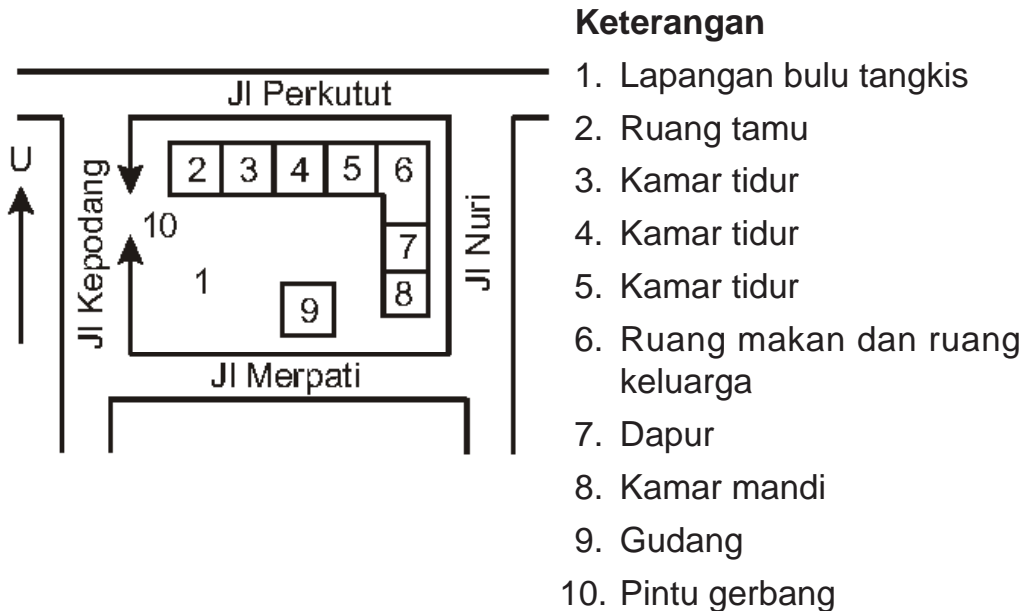 Keterangan
1. Lapangan bulu tangkis
2. Ruang tamu
3. Kamar tidur
4. Kamar tidur
5. Kamar tidur
6. Ruang makan dan ruang
keluarga
7. Dapur
8. Kamar mandi
9. Gudang
10. Pintu gerbang
Jl Perkutut
U
Jl Kepodang
2 3 4 5 6
10
7
1
8
9
Jl Nuri
Jl Merpati